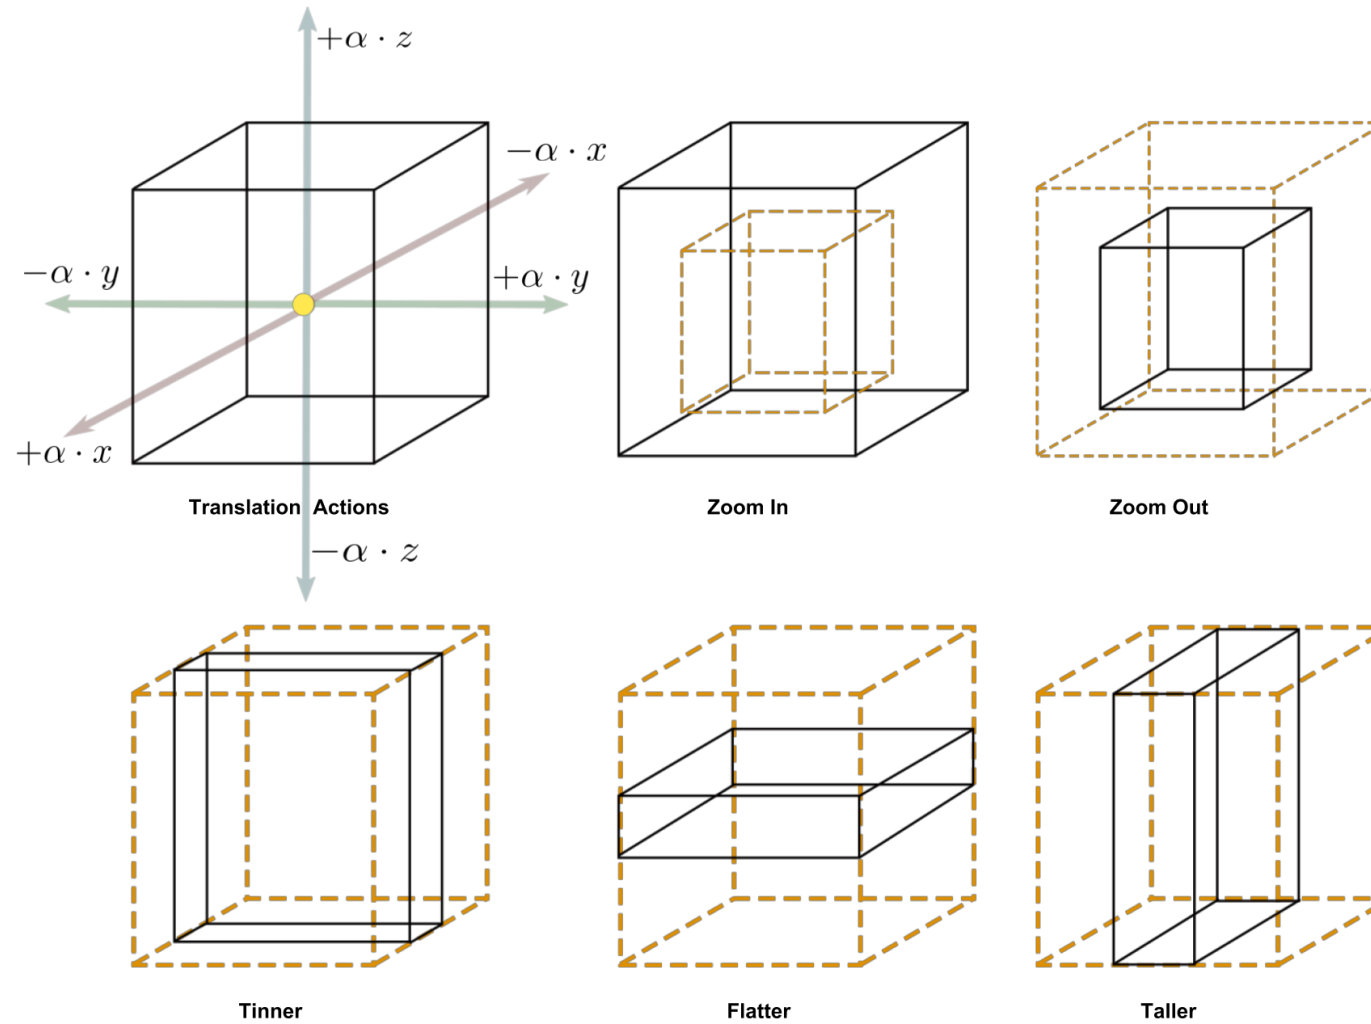 +α · z
−α · x
−α · y
+α · y
+α · x
Translation Actions
Zoom In
Zoom Out
−α · z
Tinner
Flatter
Taller